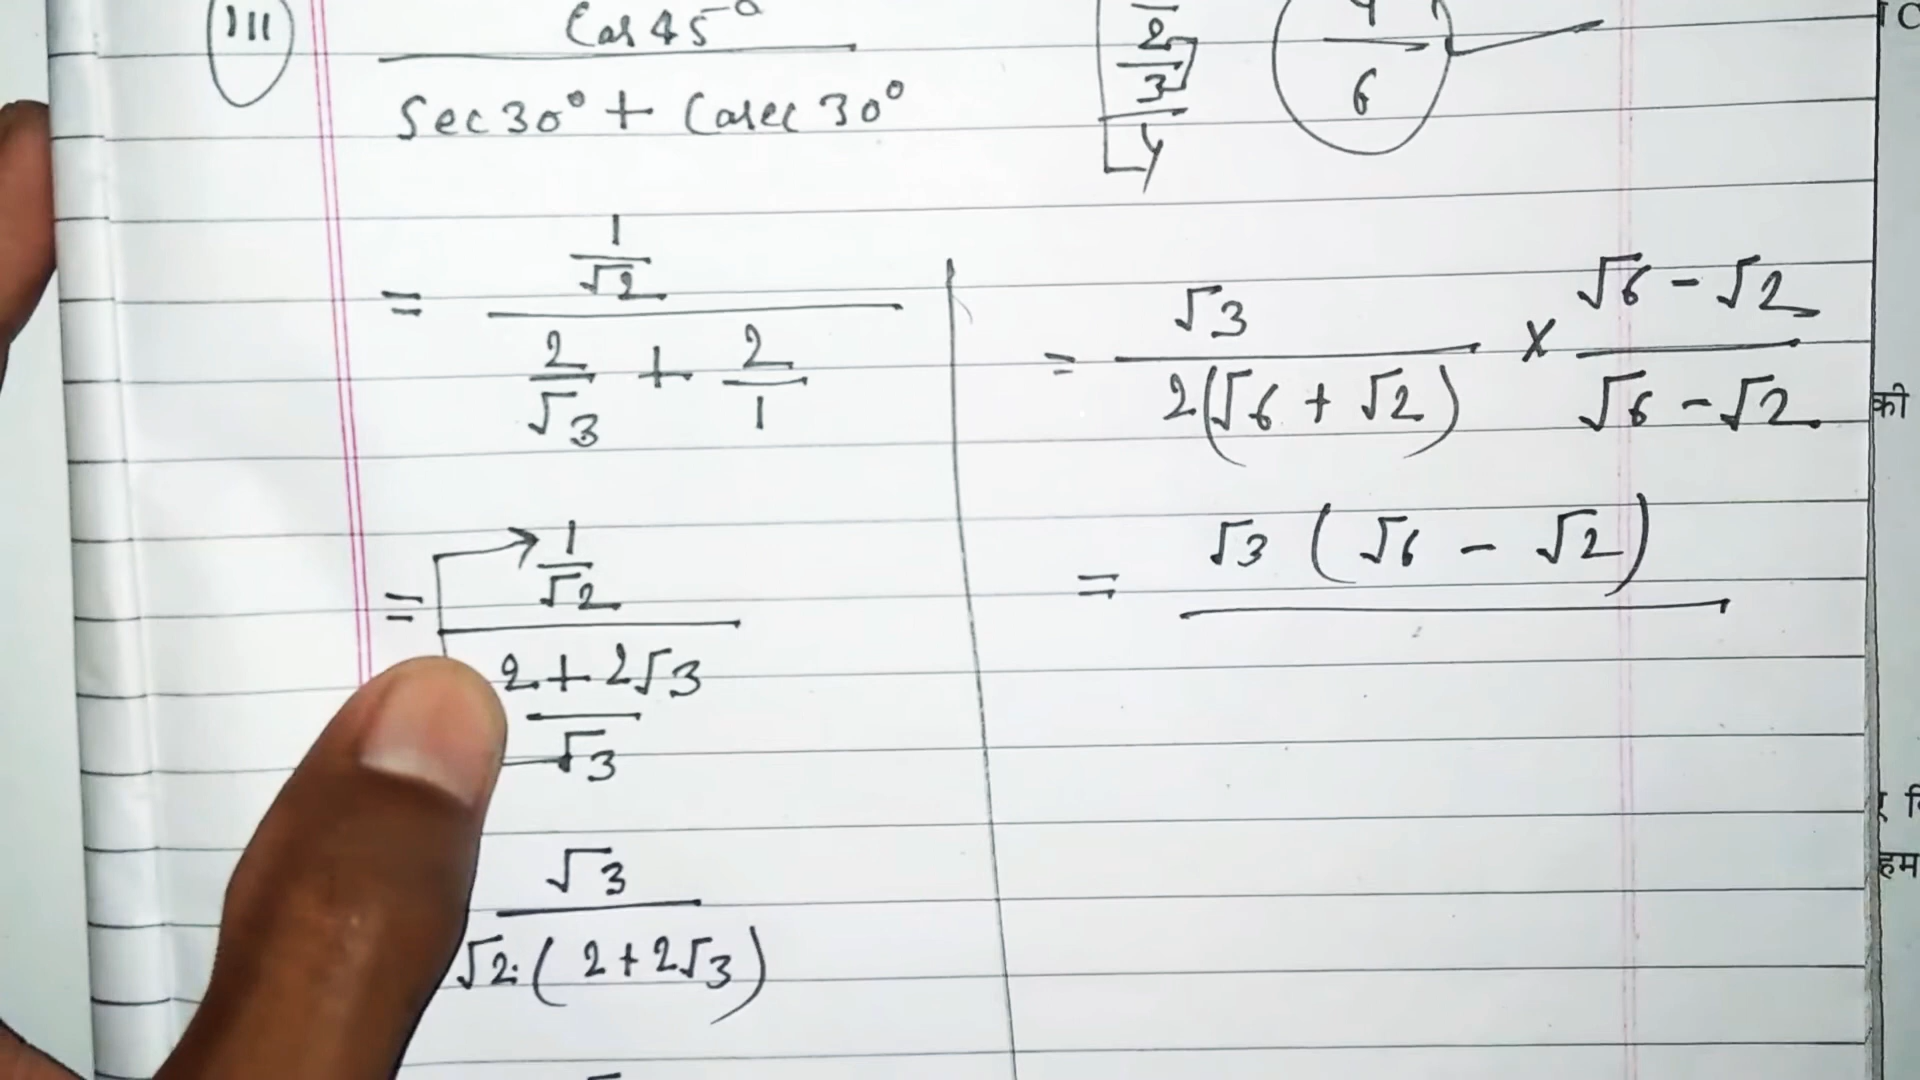 III
Cos 45°
Sec 30° + Cosec 30°
2
3
4
6
= 1/√2 / 2/√3 + 2/1
= 1/√2 / 2 + 2√3 / √3
√3 / √2 . ( 2 + 2√3 )
= √3 / 2(√6 + √2) × √6 - √2 / √6 - √2
= √3 ( √6 - √2 )
की
हम